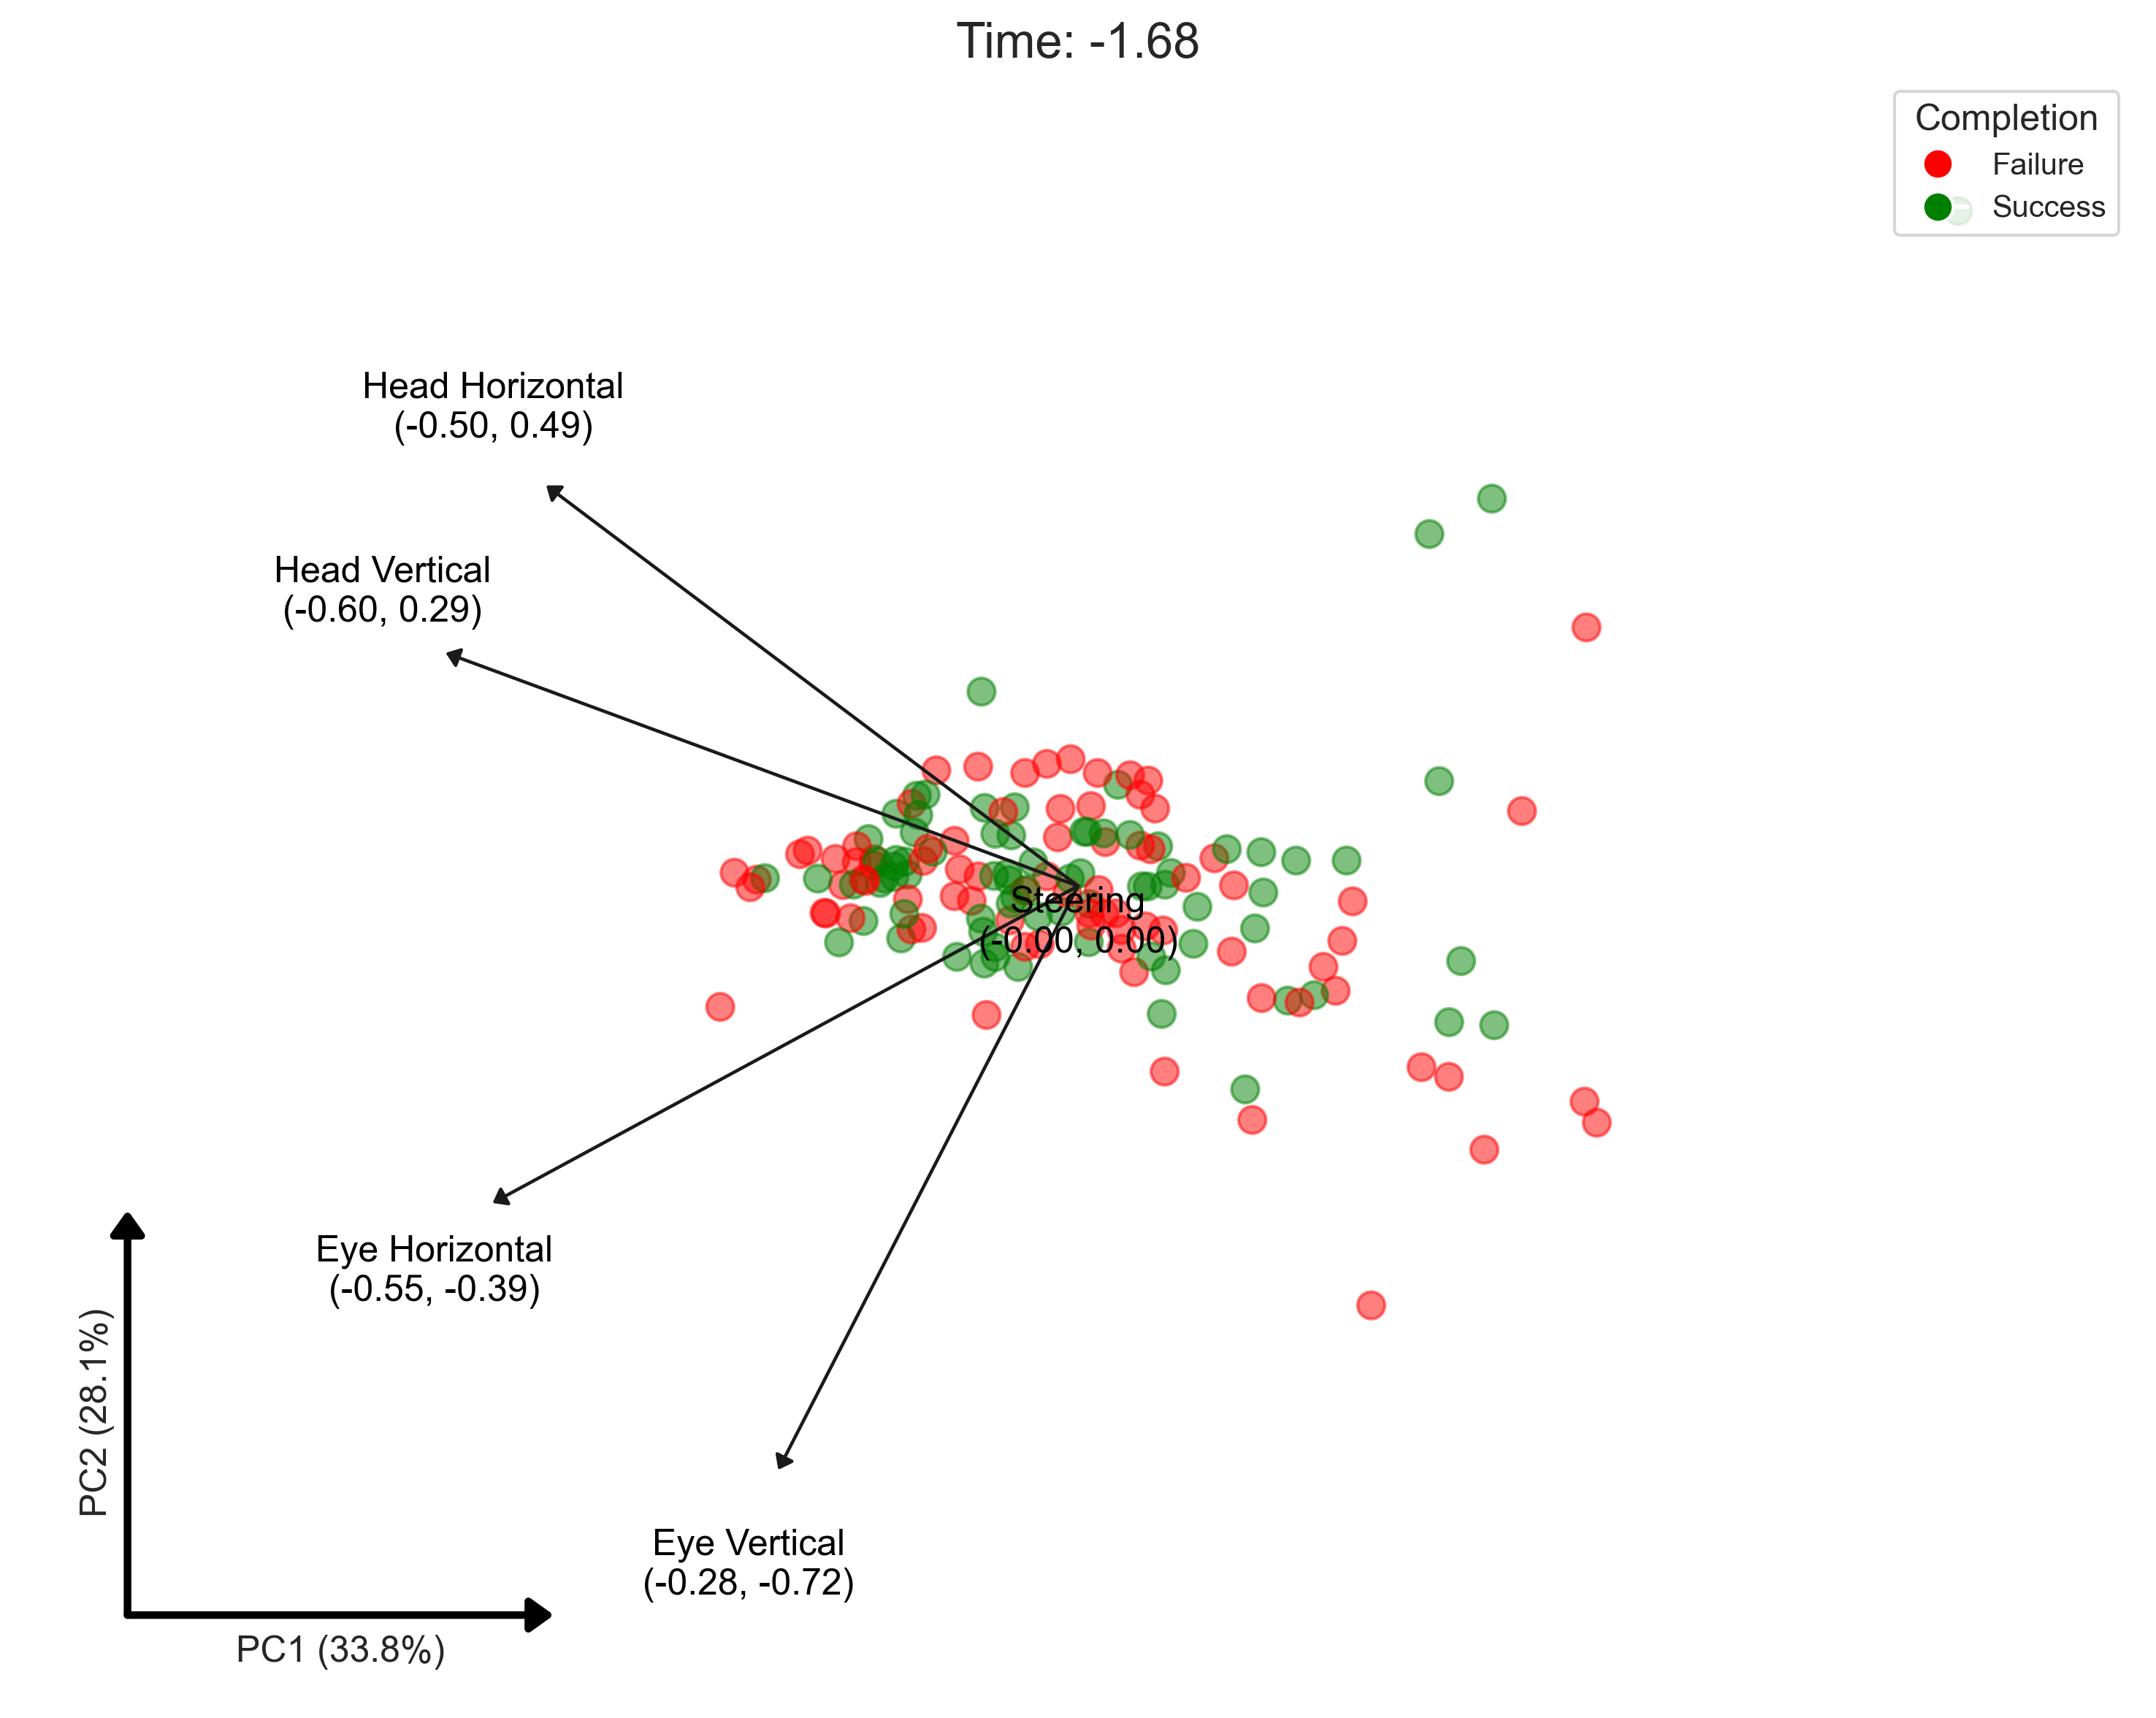 Time: -1.68
Completion
Failure
Success
Head Horizontal
(-0.50, 0.49)
Head Vertical
(-0.60, 0.29)
Steering
(-0.00, 0.00)
Eye Horizontal
(-0.55, -0.39)
Eye Vertical
(-0.28, -0.72)
PC2 (28.1%)
PC1 (33.8%)